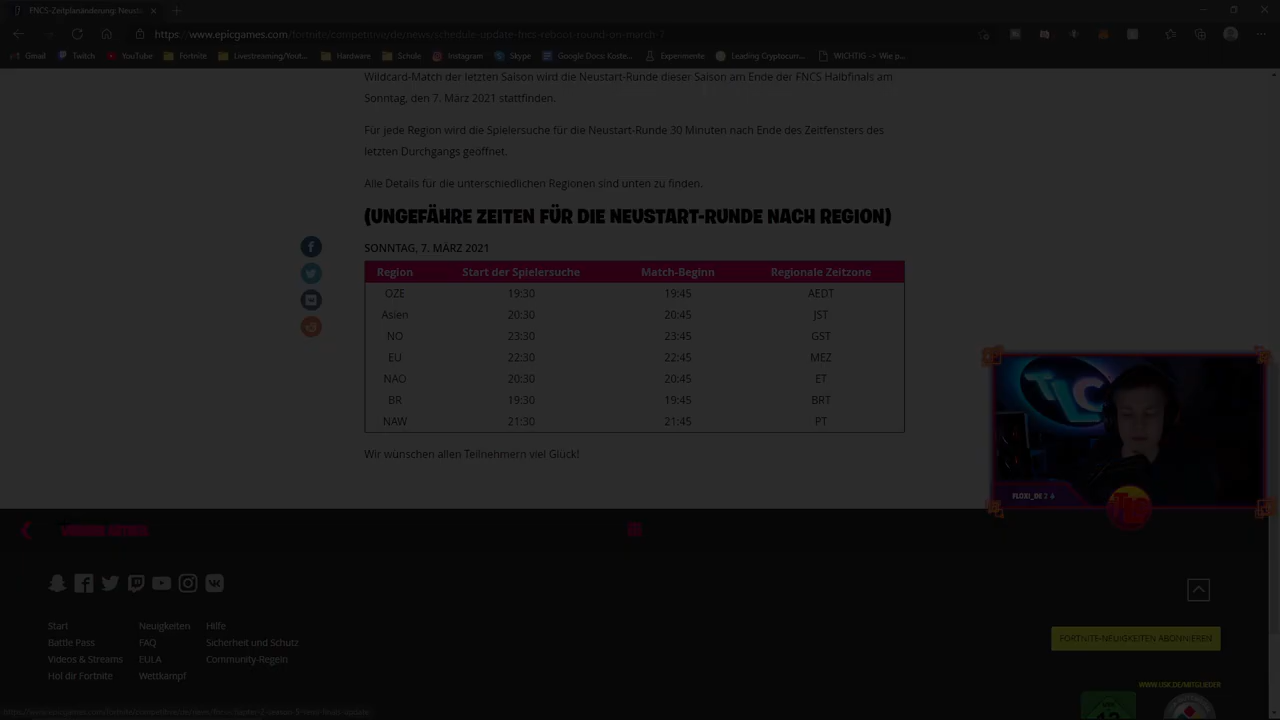 FNCS-Zeitplanänderung: Neusta
https://www.epicgames.com/fortnite/competitive/de/news/schedule-update-fncs-reboot-round-on-march-7
Gmail Twitch YouTube Fortnite Livestreaming/Yout... Hardware Schule Instagram Skype Google Docs: Koste... Experimente Leading Cryptocurr... WICHTIG -> Wie p...
Wildcard-Match der letzten Saison wird die Neustart-Runde dieser Saison am Ende der FNCS Halbfinals am
Sonntag, den 7. März 2021 stattfinden.
Für jede Region wird die Spielersuche für die Neustart-Runde 30 Minuten nach Ende des Zeitfensters des
letzten Durchgangs geöffnet.
Alle Details für die unterschiedlichen Regionen sind unten zu finden.
(UNGEFÄHRE ZEITEN FÜR DIE NEUSTART-RUNDE NACH REGION)
SONNTAG, 7. MÄRZ 2021
Region Start der Spielersuche Match-Beginn Regionale Zeitzone
OZE 19:30 19:45 AEDT
Asien 20:30 20:45 JST
NO 23:30 23:45 GST
EU 22:30 22:45 MEZ
NAO 20:30 20:45 ET
BR 19:30 19:45 BRT
NAW 21:30 21:45 PT
Wir wünschen allen Teilnehmern viel Glück!
TLC
Start Neuigkeiten Hilfe
Battle Pass FAQ Sicherheit und Schutz
Videos & Streams EULA Community-Regeln
Hol dir Fortnite Wettkampf
FORTNITE-NEUIGKEITEN ABONNIEREN
WWW.USK.DE/MITGLIEDER